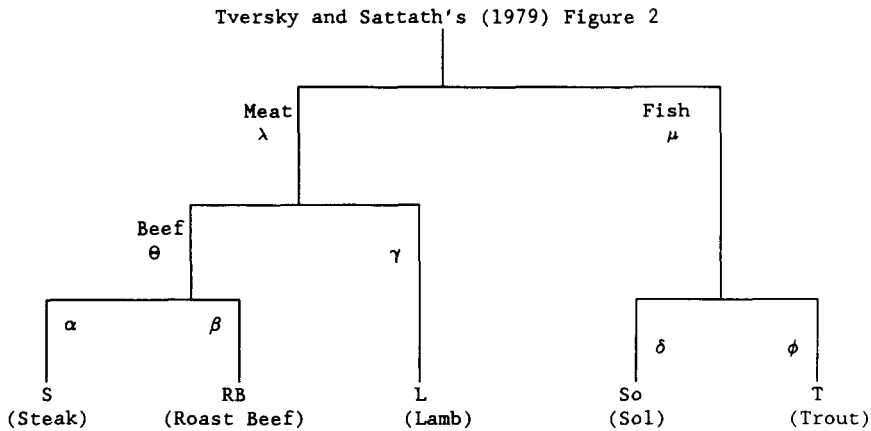 Tversky and Sattath's (1979) Figure 2
Meat
λ
Fish
μ
Beef
θ
γ
α
β
δ
φ
S
RB
L
So
T
(Steak)
(Roast Beef)
(Lamb)
(Sol)
(Trout)